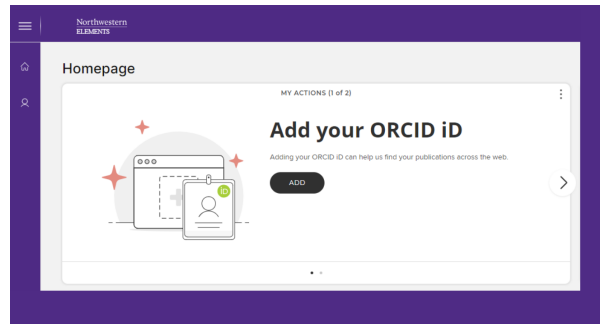 Northwestern
ELEMENTS
Homepage
MY ACTIONS (1 of 2)
Add your ORCID iD
Adding your ORCID iD can help us find your publications across the web.
iD
ADD